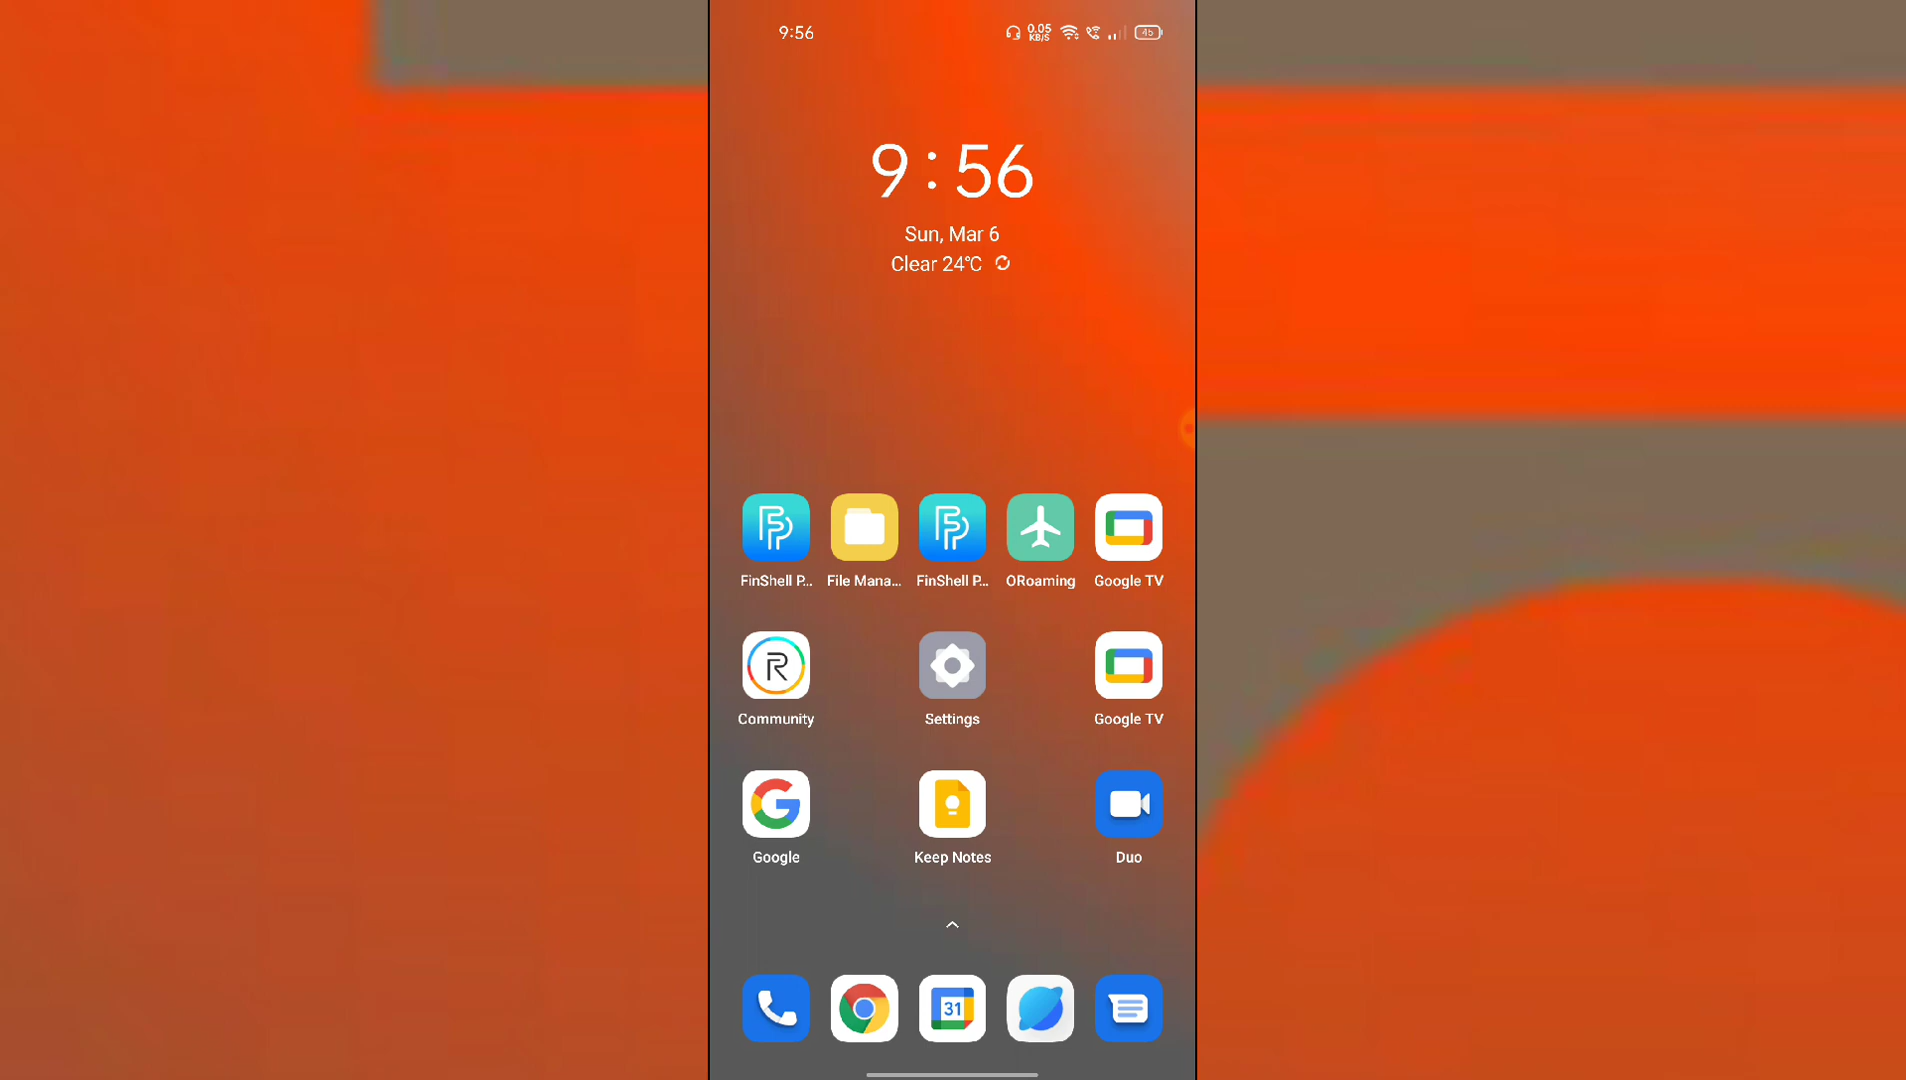 9:56
0.05
KB/S
45
9:56
Sun, Mar 6
Clear 24℃
FinShell P...
File Mana...
FinShell P...
ORoaming
Google TV
Community
Settings
Google TV
Google
Keep Notes
Duo
31